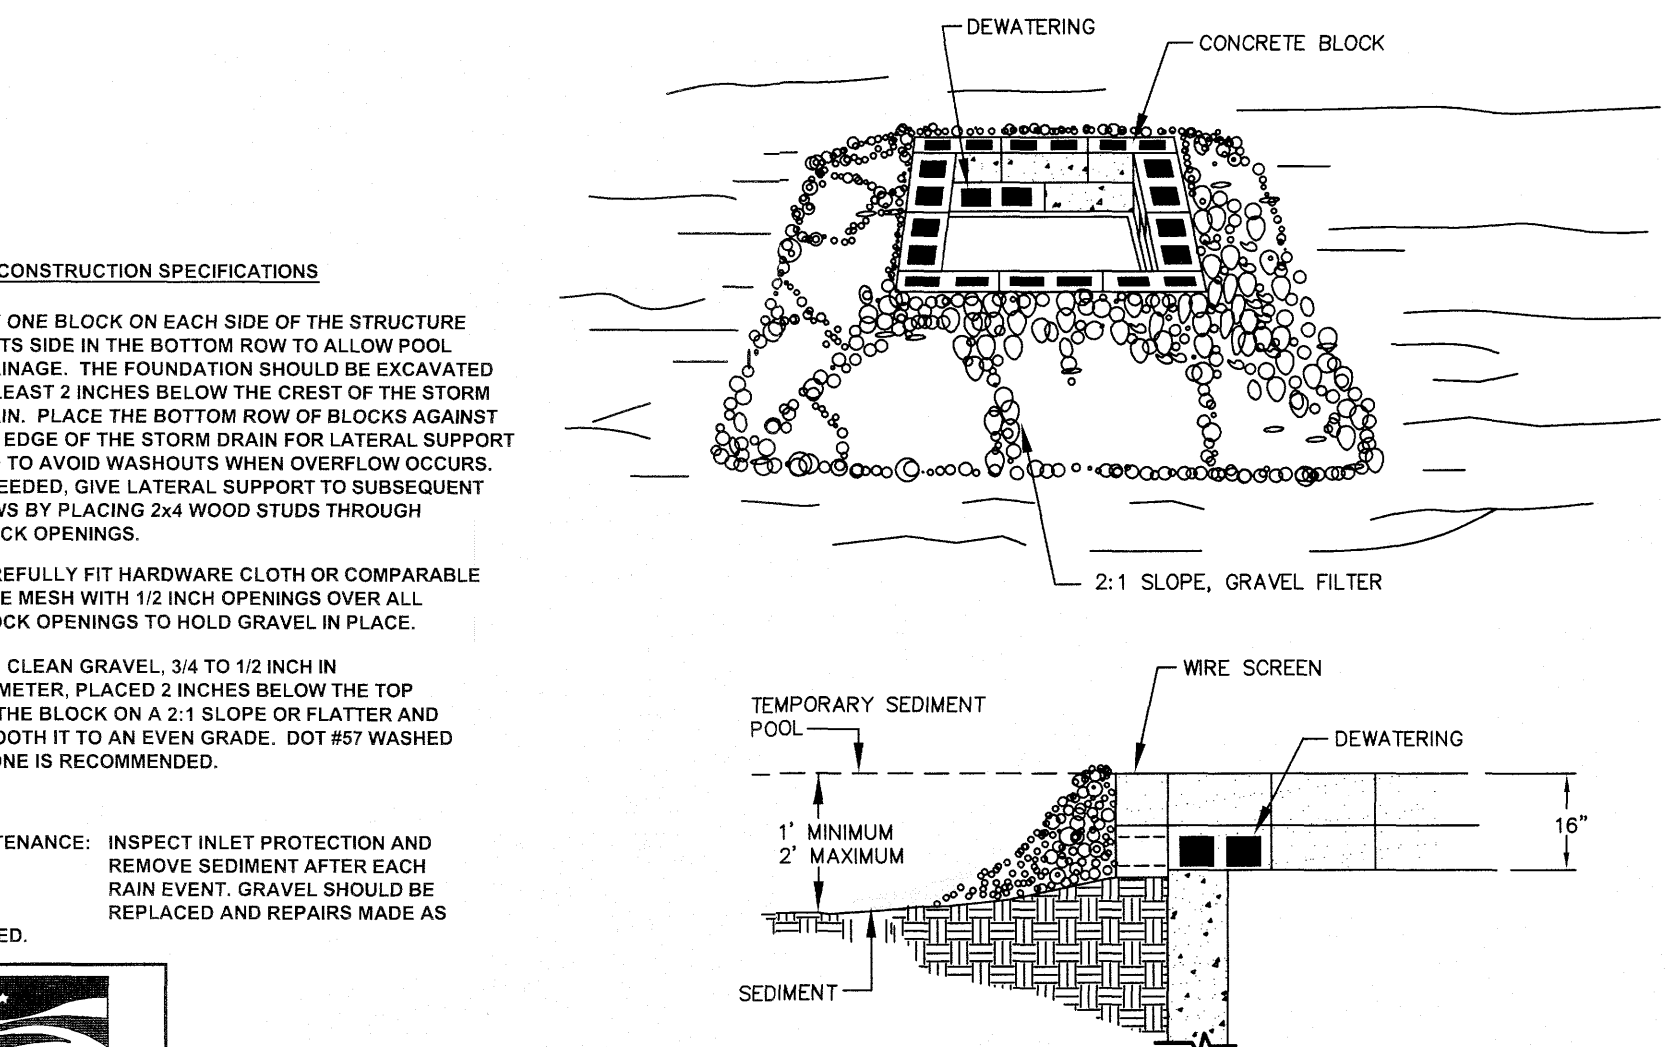 CONSTRUCTION SPECIFICATIONS
ONE BLOCK ON EACH SIDE OF THE STRUCTURE
TS SIDE IN THE BOTTOM ROW TO ALLOW POOL
INAGE. THE FOUNDATION SHOULD BE EXCAVATED
LEAST 2 INCHES BELOW THE CREST OF THE STORM
IN. PLACE THE BOTTOM ROW OF BLOCKS AGAINST
EDGE OF THE STORM DRAIN FOR LATERAL SUPPORT
TO AVOID WASHOUTS WHEN OVERFLOW OCCURS.
EEDED, GIVE LATERAL SUPPORT TO SUBSEQUENT
WS BY PLACING 2x4 WOOD STUDS THROUGH
CK OPENINGS.
REFULLY FIT HARDWARE CLOTH OR COMPARABLE
E MESH WITH 1/2 INCH OPENINGS OVER ALL
OCK OPENINGS TO HOLD GRAVEL IN PLACE.
CLEAN GRAVEL, 3/4 TO 1/2 INCH IN
METER, PLACED 2 INCHES BELOW THE TOP
THE BLOCK ON A 2:1 SLOPE OR FLATTER AND
OOTH IT TO AN EVEN GRADE. DOT #57 WASHED
ONE IS RECOMMENDED.
TENANCE: INSPECT INLET PROTECTION AND
REMOVE SEDIMENT AFTER EACH
RAIN EVENT. GRAVEL SHOULD BE
REPLACED AND REPAIRS MADE AS
ED.
DEWATERING
CONCRETE BLOCK
2:1 SLOPE, GRAVEL FILTER
WIRE SCREEN
TEMPORARY SEDIMENT
POOL
DEWATERING
1' MINIMUM
2' MAXIMUM
16"
SEDIMENT